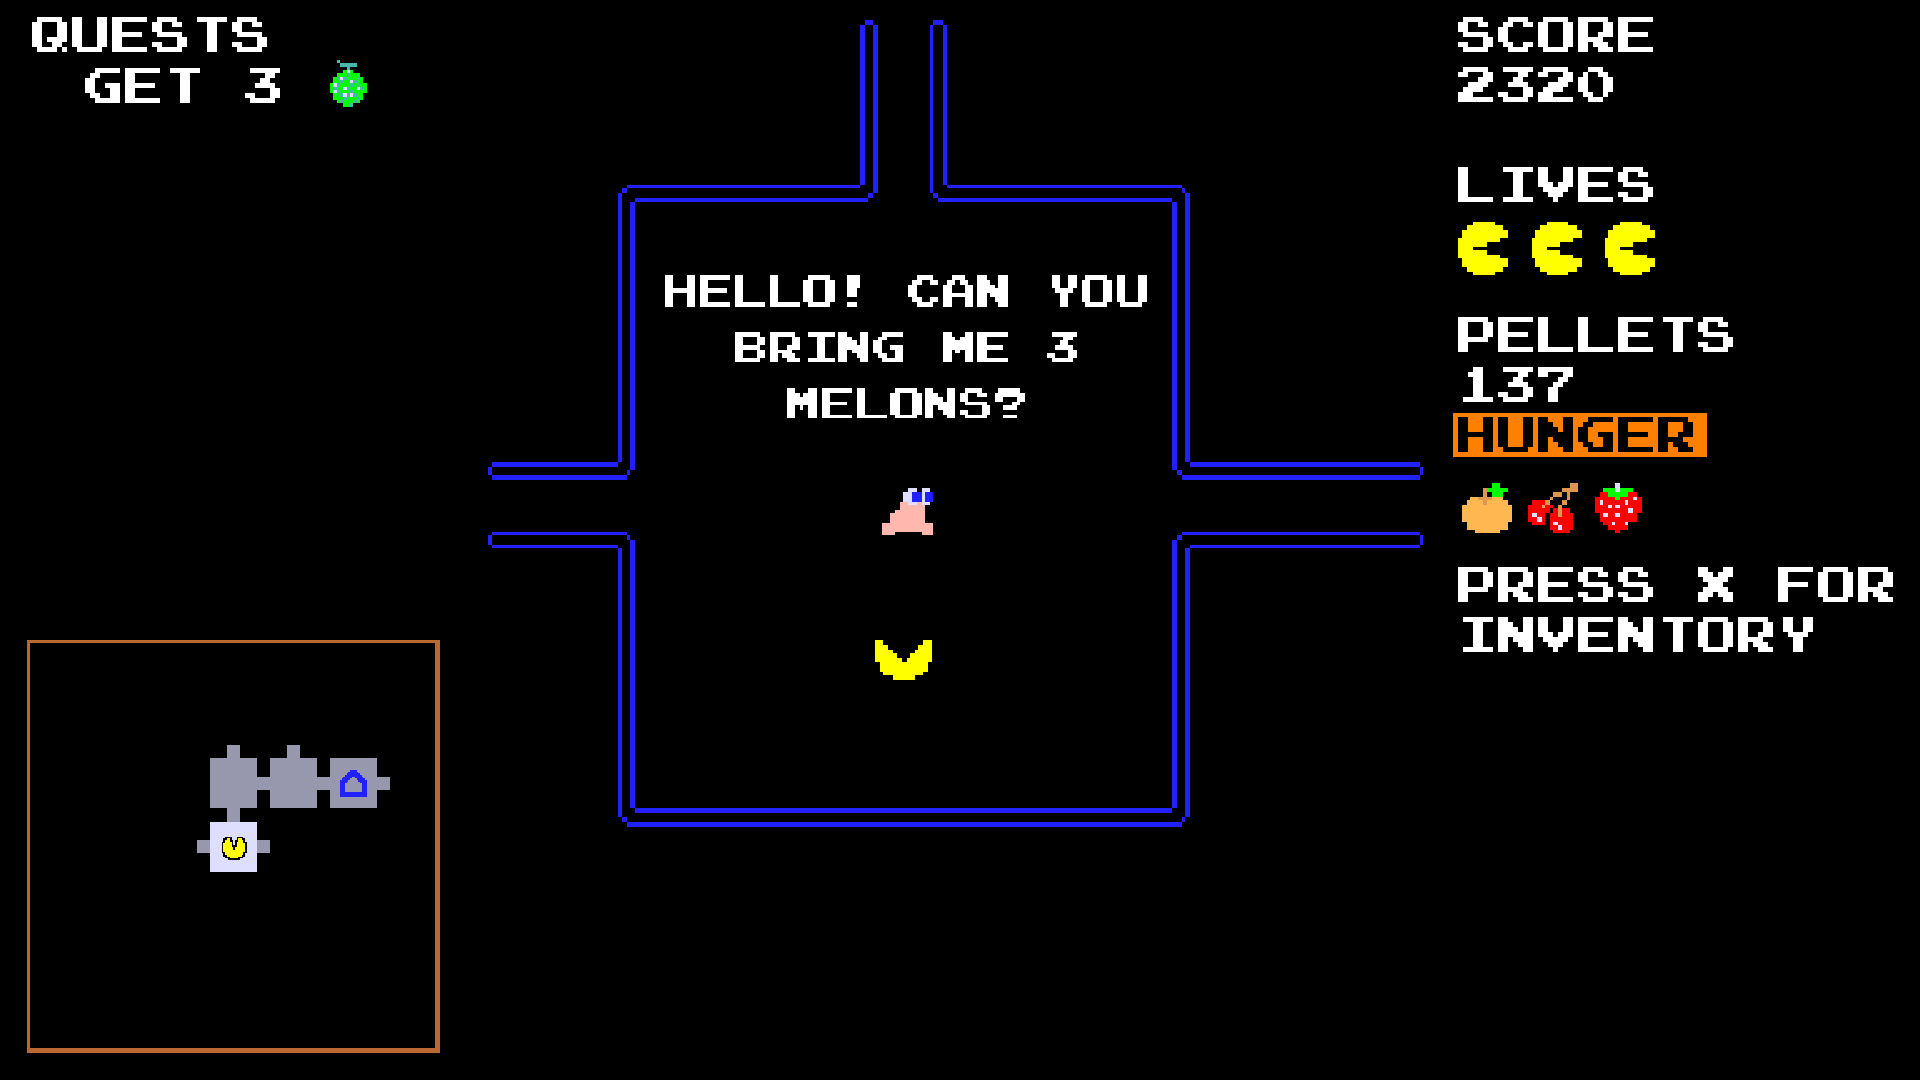 QUESTS
GET 3
HELLO! CAN YOU
BRING ME 3
MELONS?
SCORE
2320
LIVES
PELLETS
137
HUNGER
PRESS X FOR
INVENTORY